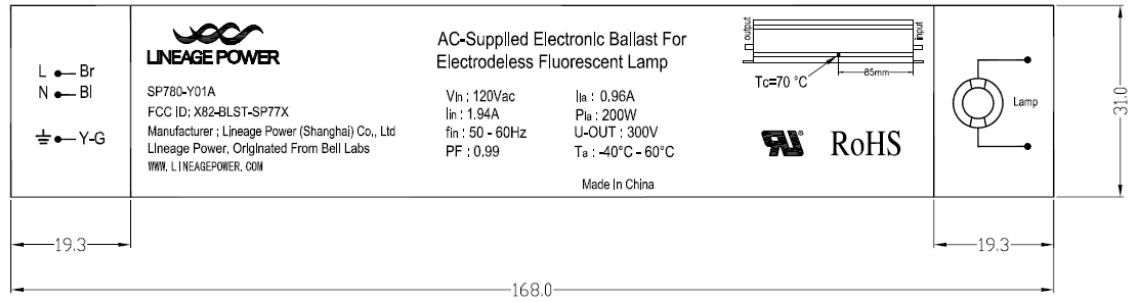 L Br
N Bl
Y-G
LINEAGE POWER
SP780-Y01A
FCC ID: X82-BLST-SP77X
Manufacturer : Lineage Power (Shanghai) Co., Ltd
Lineage Power, Originated From Bell Labs
WWW.LINEAGEPOWER.COM
AC-Supplied Electronic Ballast For
Electrodeless Fluorescent Lamp
Vin : 120Vac
Iin : 1.94A
fin : 50 - 60Hz
PF : 0.99
Ila : 0.96A
Pla : 200W
U-OUT : 300V
Ta : -40°C - 60°C
Made In China
output
input
85mm
Tc=70 °C
RU
RoHS
Lamp
31.0
19.3
19.3
168.0